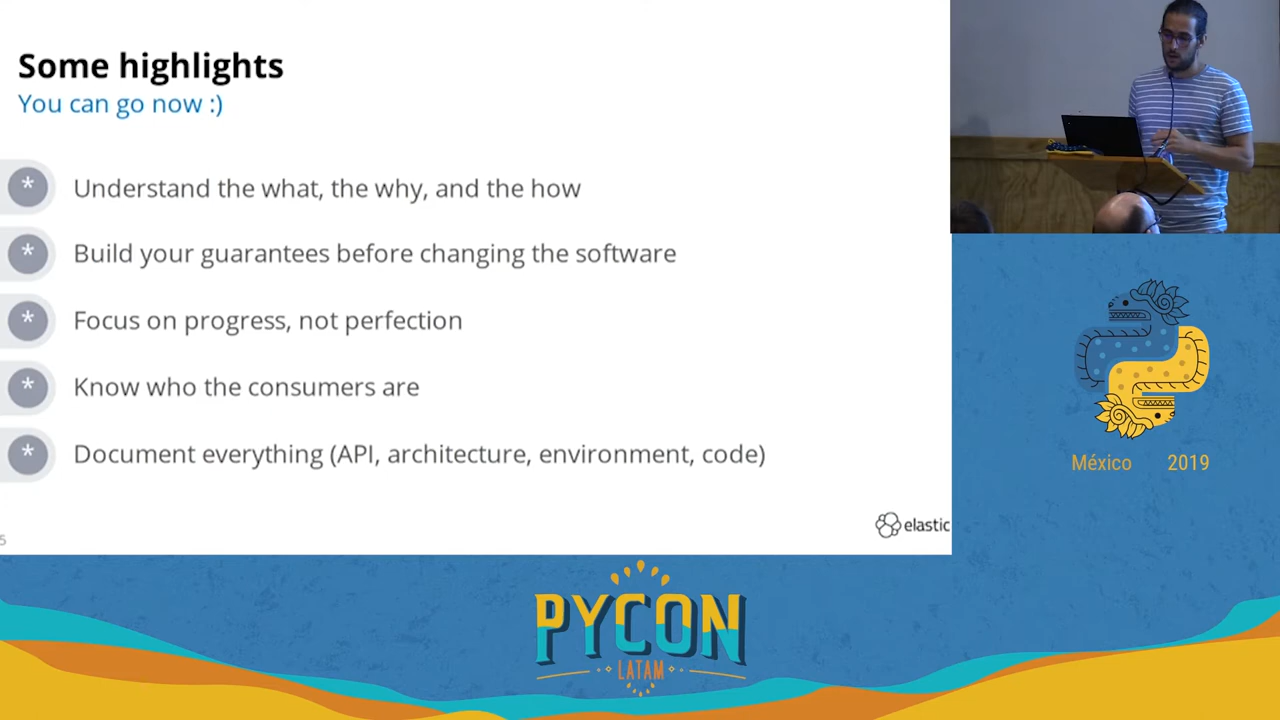 Some highlights
You can go now :)
* Understand the what, the why, and the how
* Build your guarantees before changing the software
* Focus on progress, not perfection
* Know who the consumers are
* Document everything (API, architecture, environment, code)
5
elastic
México 2019
PYCON
LATAM